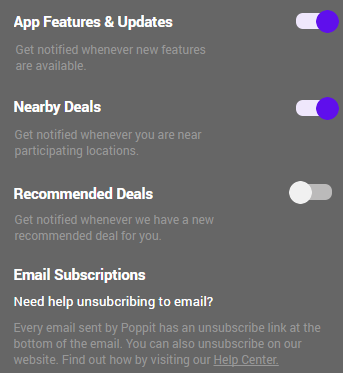 App Features & Updates
Get notified whenever new features
are available.
Nearby Deals
Get notified whenever you are near
participating locations.
Recommended Deals
Get notified whenever we have a new
recommended deal for you.
Email Subscriptions
Need help unsubcribing to email?
Every email sent by Poppit has an unsubscribe link at the
bottom of the email. You can also unsubscribe on our
website. Find out how by visiting our Help Center.